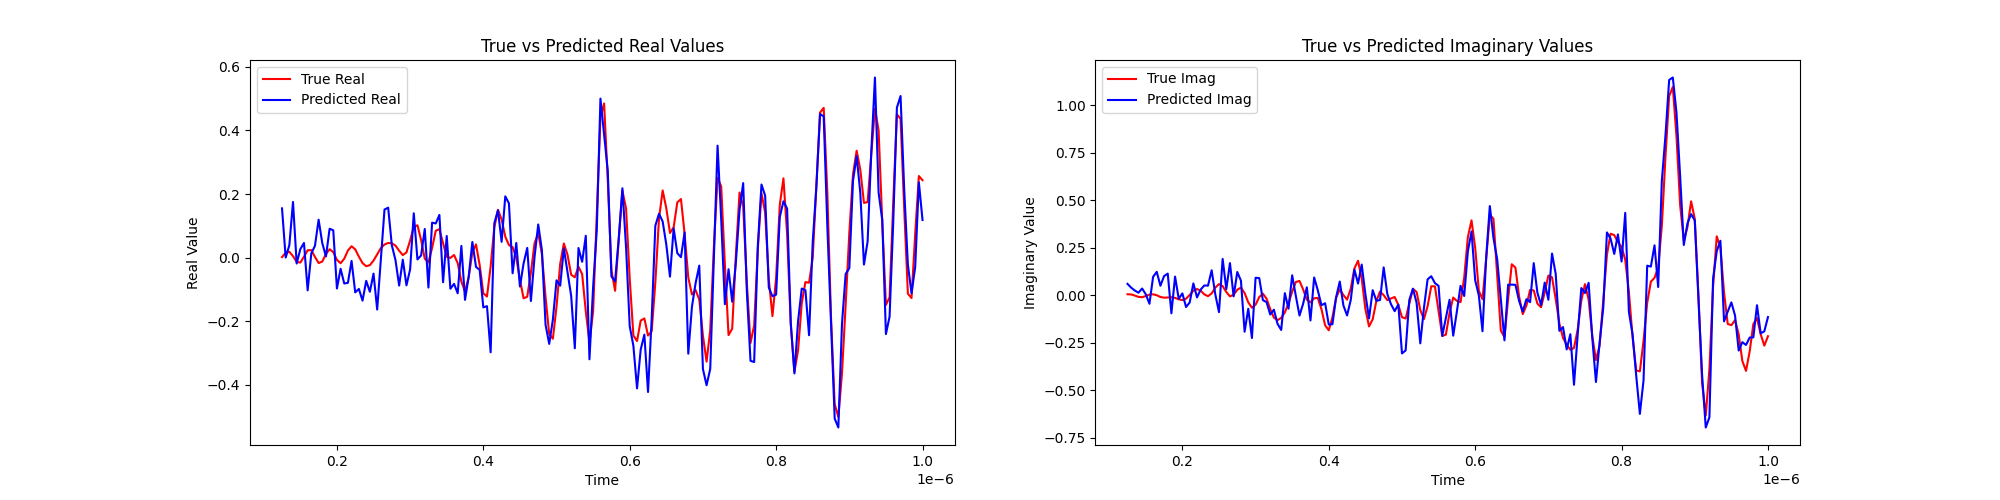 True vs Predicted Real Values
True Real
Predicted Real
Real Value
0.6
0.4
0.2
0.0
−0.2
−0.4
0.2
0.4
0.6
0.8
1.0
Time
1e−6
True vs Predicted Imaginary Values
True Imag
Predicted Imag
Imaginary Value
1.00
0.75
0.50
0.25
0.00
−0.25
−0.50
−0.75
0.2
0.4
0.6
0.8
1.0
Time
1e−6